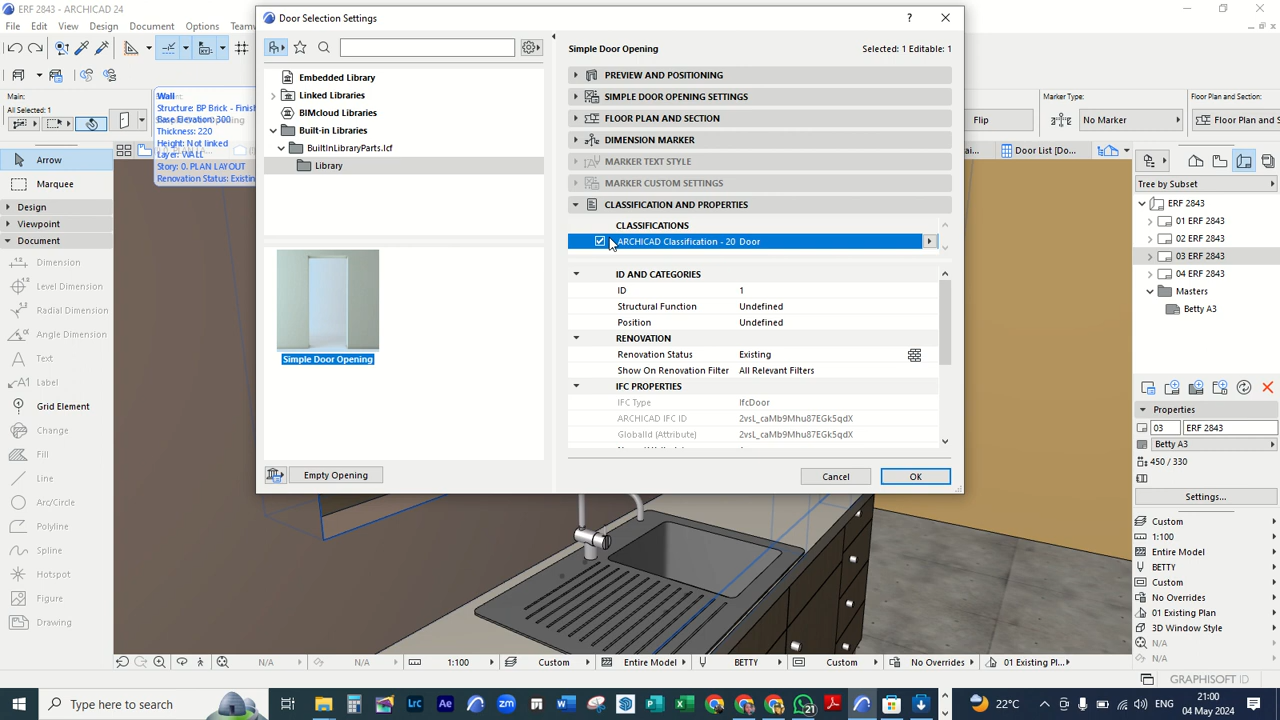 ERF 2843 - ARCHICAD 24
File Edit View Design Document Options Teamw
Door Selection Settings
?
Simple Door Opening
Selected: 1 Editable: 1
Embedded Library
Linked Libraries
BIMcloud Libraries
Built-in Libraries
BuiltInLibraryParts.lcf
Library
Simple Door Opening
Empty Opening
PREVIEW AND POSITIONING
SIMPLE DOOR OPENING SETTINGS
FLOOR PLAN AND SECTION
DIMENSION MARKER
MARKER TEXT STYLE
MARKER CUSTOM SETTINGS
CLASSIFICATION AND PROPERTIES
CLASSIFICATIONS
ARCHICAD Classification - 20 Door
ID AND CATEGORIES
ID 1
Structural Function Undefined
Position Undefined
RENOVATION
Renovation Status Existing
Show On Renovation Filter All Relevant Filters
IFC PROPERTIES
IFC Type IfcDoor
ARCHICAD IFC ID 2vsL_caMb9Mhu87EGk5qdX
GlobalId (Attribute) 2vsL_caMb9Mhu87EGk5qdX
Cancel OK
Main:
All Selected: 1
Wall
Structure: BP Brick - Finish
Base Elevation: 300
Thickness: 220
Height: Not linked
Layer: WALL
Story: 0. PLAN LAYOUT
Renovation Status: Existin
Arrow
Marquee
Design
Viewpoint
Document
Dimension
Level Dimension
Radial Dimension
Angle Dimension
Text
Label
Grid Element
Change
Fill
Line
Arc/Circle
Polyline
Spline
Hotspot
Figure
Drawing
Flip
Marker Type:
No Marker
Floor Plan and Section:
Floor Plan and S
Door List [Do...
Tree by Subset
ERF 2843
01 ERF 2843
02 ERF 2843
03 ERF 2843
04 ERF 2843
Masters
Betty A3
Properties
03 ERF 2843
Betty A3
450 / 330
Settings...
Custom
1:100
Entire Model
BETTY
Custom
No Overrides
01 Existing Plan
3D Window Style
N/A
N/A
N/A N/A 1:100 Custom Entire Model BETTY Custom No Overrides 01 Existing Pl...
GRAPHISOFT ID
Type here to search
LrC
Ae
zm
21
22°C
ENG
21:00
04 May 2024